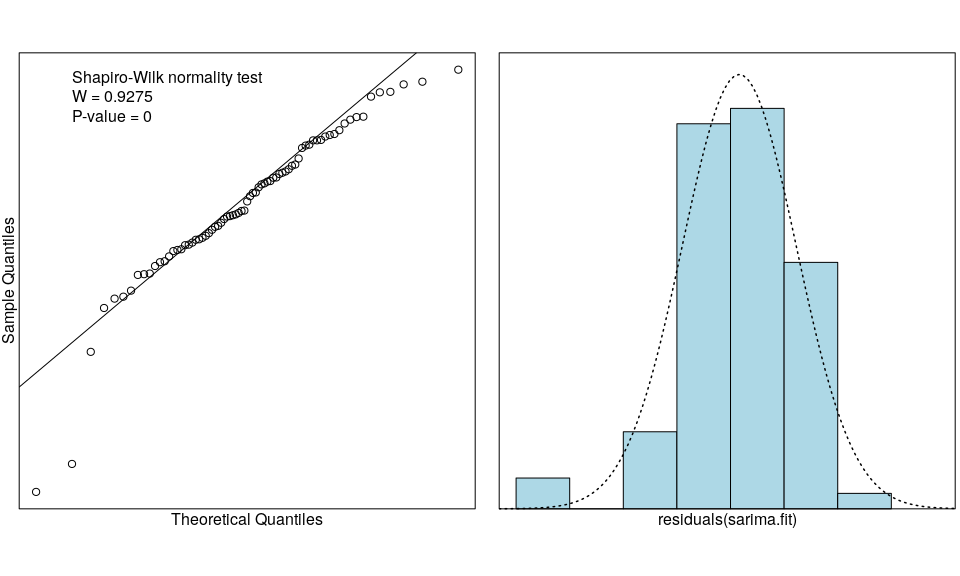 Shapiro-Wilk normality test
W = 0.9275
P-value = 0
Sample Quantiles
Theoretical Quantiles
residuals(sarima.fit)